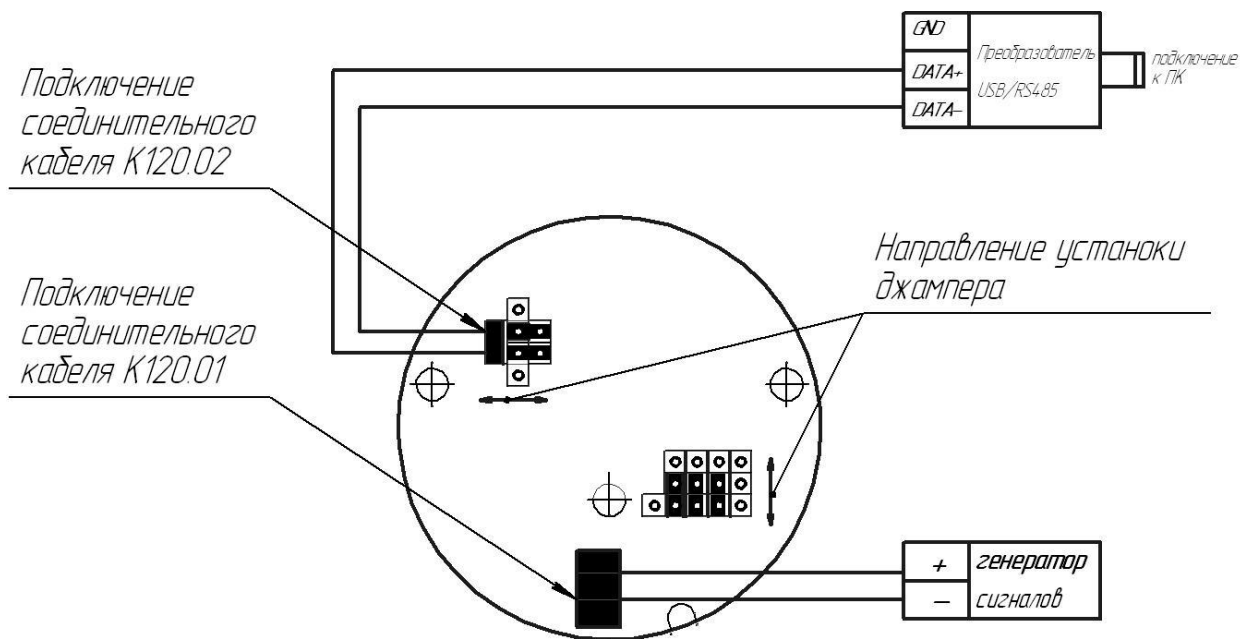 GND
DATA+
DATA−
Преобразователь
USB/RS485
подключение
к ПК
Подключение
соединительного
кабеля К120.02
Подключение
соединительного
кабеля К120.01
Направление устаноки
джампера
+
−
генератор
сигналов